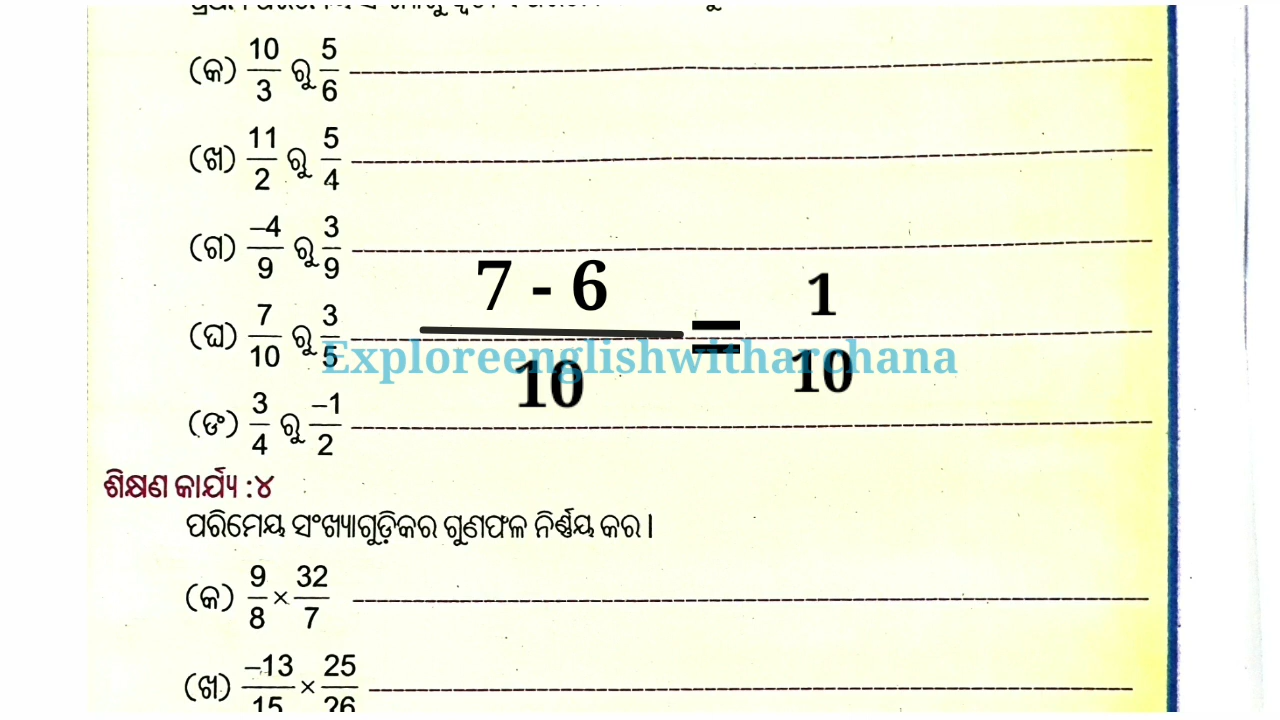 (କ) 10/3 ରୁ 5/6
(ଖ) 11/2 ରୁ 5/4
(ଗ) –4/9 ରୁ 3/9
(ଘ) 7/10 ରୁ 3/5 7 - 6/10 = 1/10
Exploreenglishwitharchana
(ଙ) 3/4 ରୁ –1/2
ଶିକ୍ଷଣ କାର୍ଯ୍ୟ :୪
ପରିମେୟ ସଂଖ୍ୟାଗୁଡ଼ିକର ଗୁଣଫଳ ନିର୍ଣ୍ଣୟ କର ।
(କ) 9/8 × 32/7
(ଖ) –13/15 × 25/26